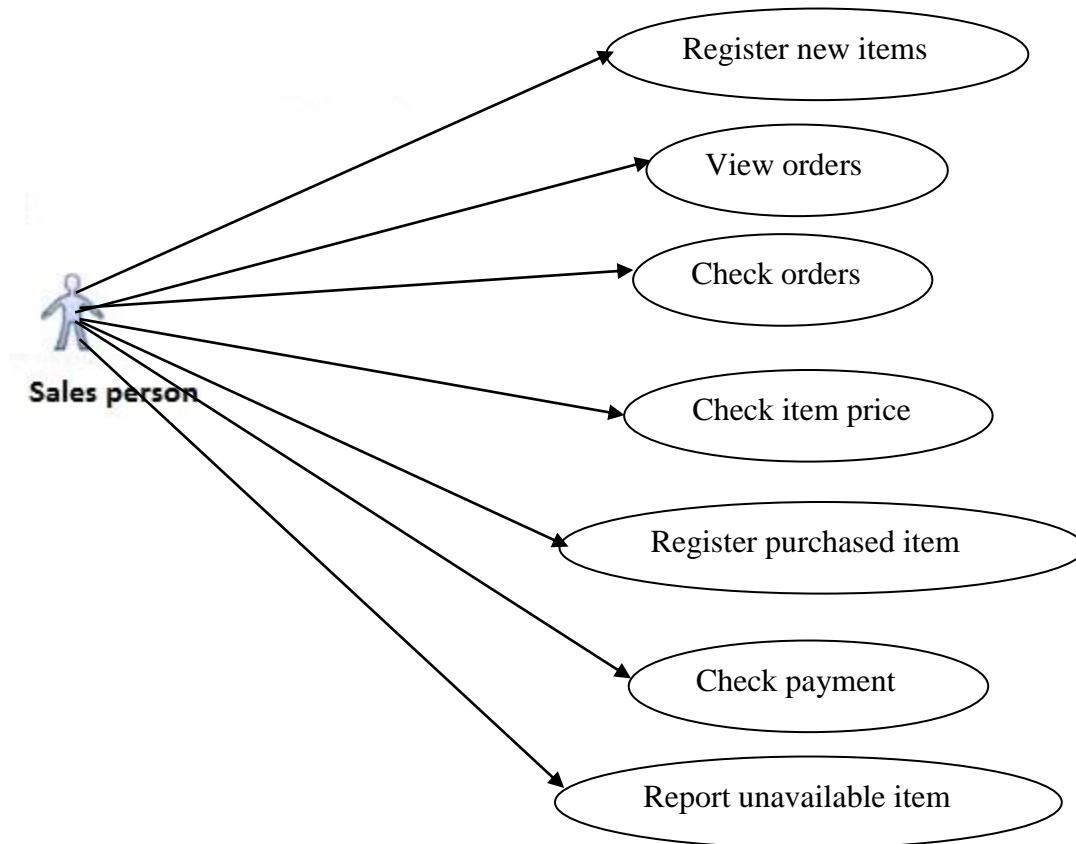 Register new items
View orders
Check orders
Sales person
Check item price
Register purchased item
Check payment
Report unavailable item